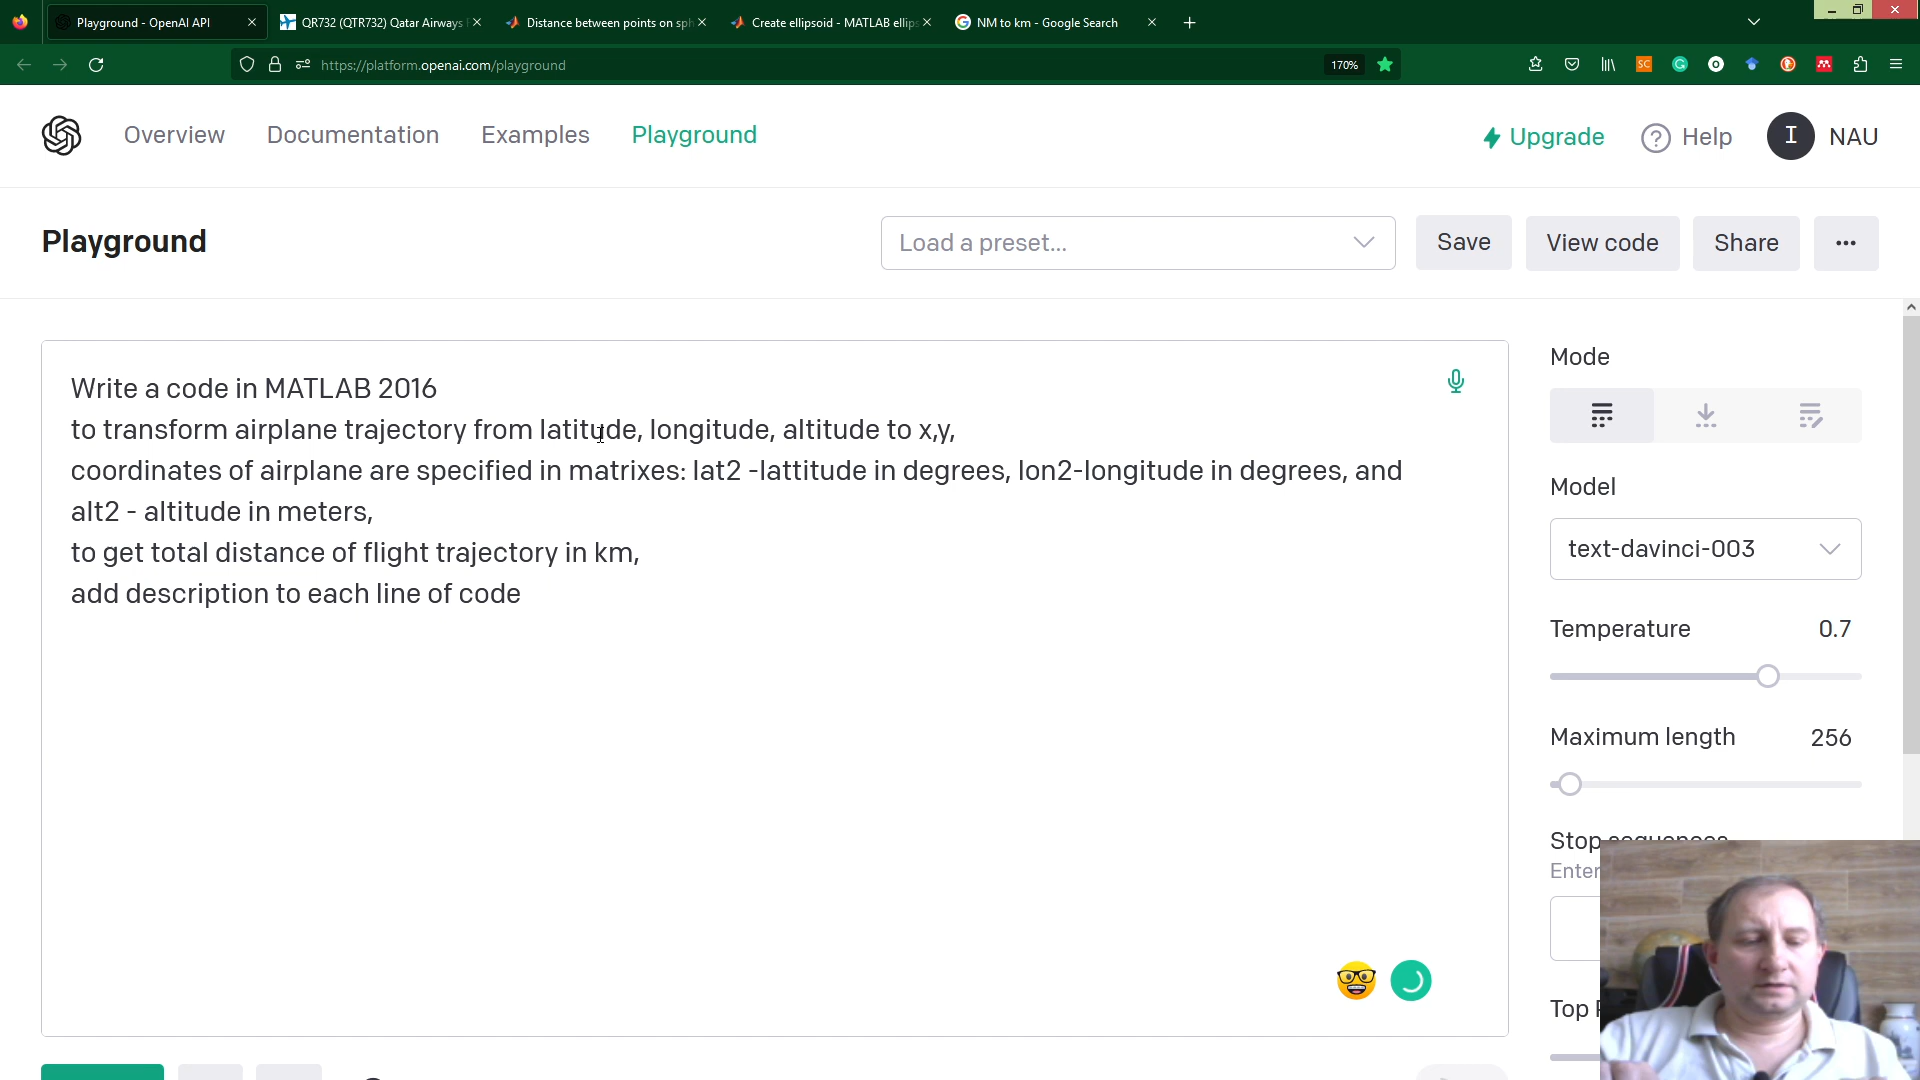 Playground - OpenAI API
QR732 (QTR732) Qatar Airways
Distance between points on sph
Create ellipsoid - MATLAB ellips
NM to km - Google Search
https://platform.openai.com/playground
170%
SC
Overview
Documentation
Examples
Playground
Upgrade
? Help
I
NAU
Playground
Load a preset...
Save
View code
Share
Write a code in MATLAB 2016
to transform airplane trajectory from latitude, longitude, altitude to x,y,
coordinates of airplane are specified in matrixes: lat2 -lattitude in degrees, lon2-longitude in degrees, and
alt2 - altitude in meters,
to get total distance of flight trajectory in km,
add description to each line of code
Mode
Model
text-davinci-003
Temperature
0.7
Maximum length
256
Stop sequences
Enter
Top P